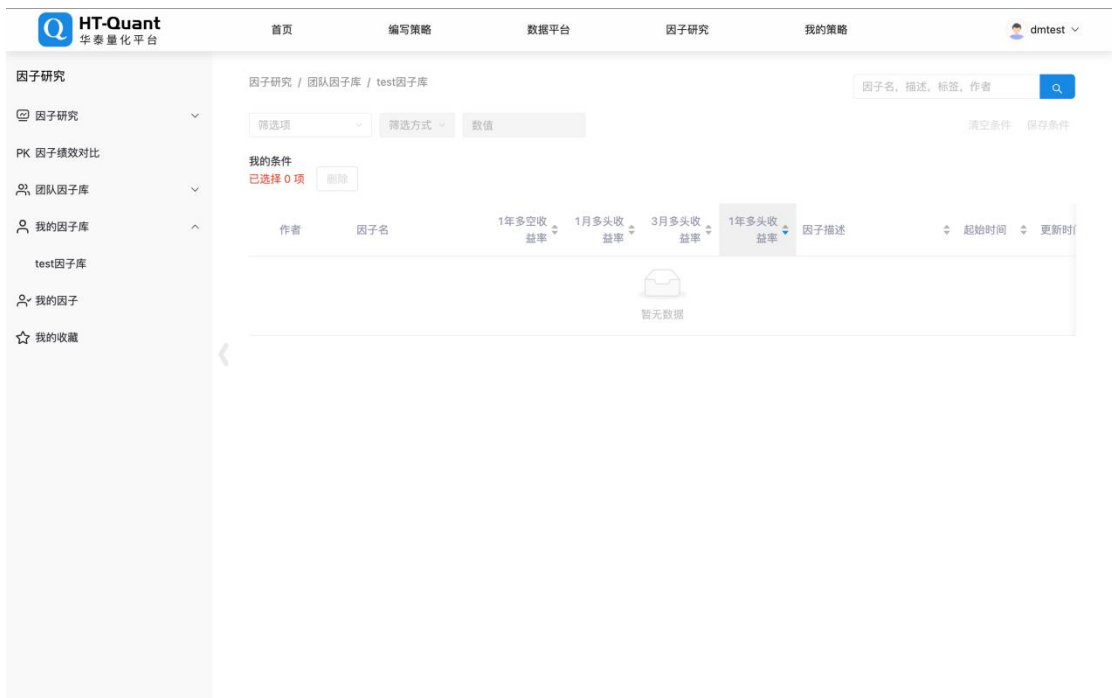 HT-Quant
华泰量化平台
首页
编写策略
数据平台
因子研究
我的策略
dmtest
因子研究
因子研究
PK 因子绩效对比
团队因子库
我的因子库
test因子库
我的因子
我的收藏
因子研究 / 团队因子库 / test因子库
因子名, 描述, 标签, 作者
筛选项
筛选方式
数值
清空条件
保存条件
我的条件
已选择 0 项
删除
作者
因子名
1年多空收
益率
1月多头收
益率
3月多头收
益率
1年多头收
益率
因子描述
起始时间
更新时
暂无数据